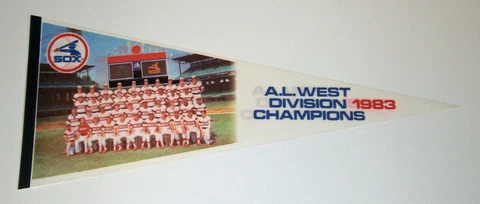 SOX
A.L. WEST
DIVISION 1983
CHAMPIONS